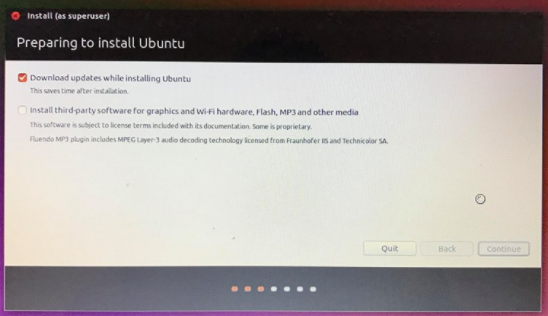 Install (as superuser)
Preparing to install Ubuntu
Download updates while installing Ubuntu
This saves time after installation.
Install third-party software for graphics and Wi-Fi hardware, Flash, MP3 and other media
This software is subject to license terms included with its documentation. Some is proprietary.
Fluendo MP3 plugin includes MPEG Layer-3 audio decoding technology licensed from Fraunhofer IIS and Technicolor SA.
Quit
Back
Continue